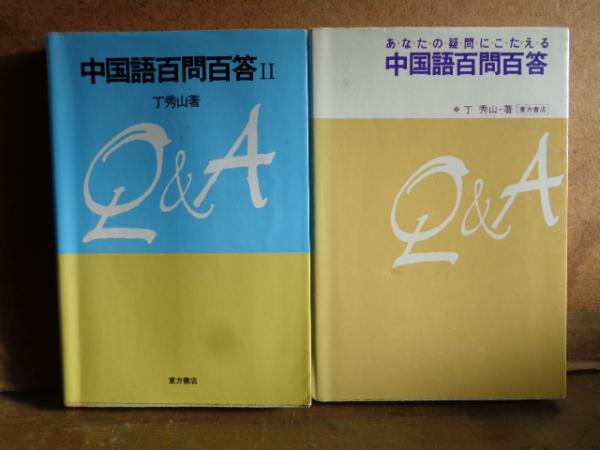 中国語百問百答II
丁秀山著
Q&A
東方書店
あ・な・た・の・疑・問・に・こ・た・え・る
中国語百問百答
❖丁 秀山・著 東方書店
Q&A